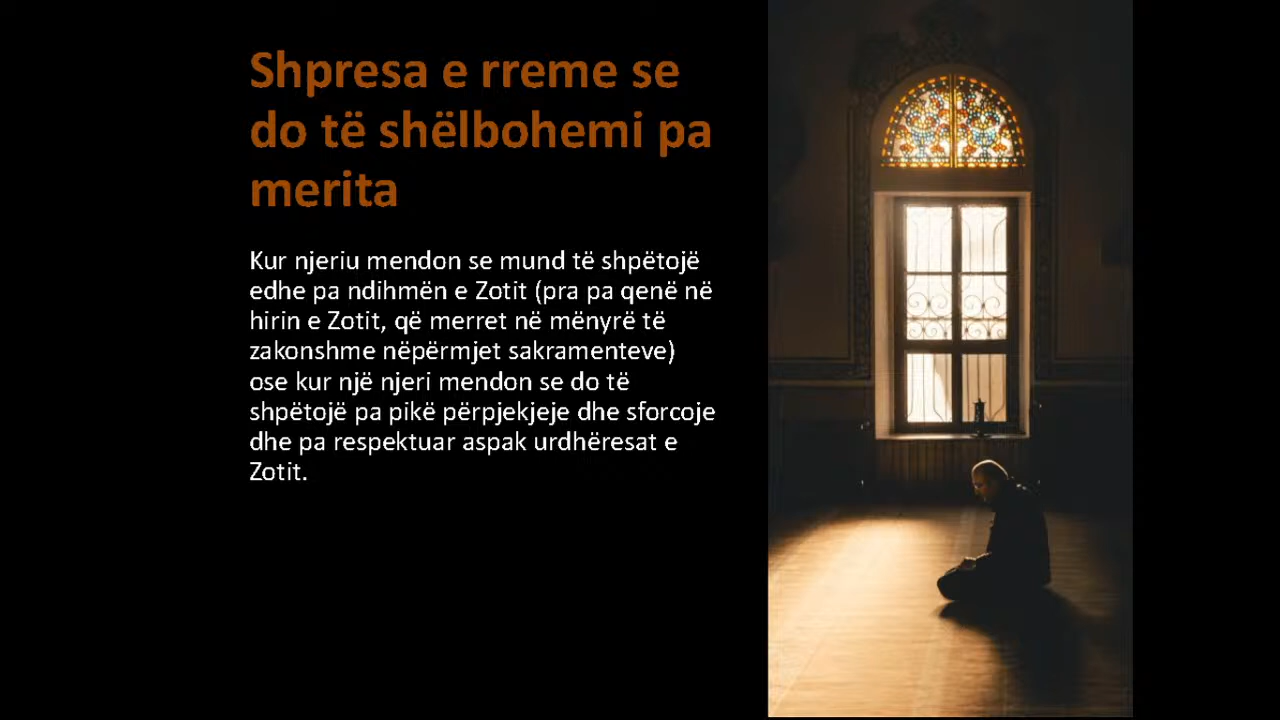 Shpresa e rreme se
do të shëlbohemi pa
merita
Kur njeriu mendon se mund të shpëtojë
edhe pa ndihmën e Zotit (pra pa qenë në
hirin e Zotit, që merret në mënyrë të
zakonshme nëpërmjet sakramenteve)
ose kur një njeri mendon se do të
shpëtojë pa pikë përpjekjeje dhe sforcoje
dhe pa respektuar aspak urdhëresat e
Zotit.